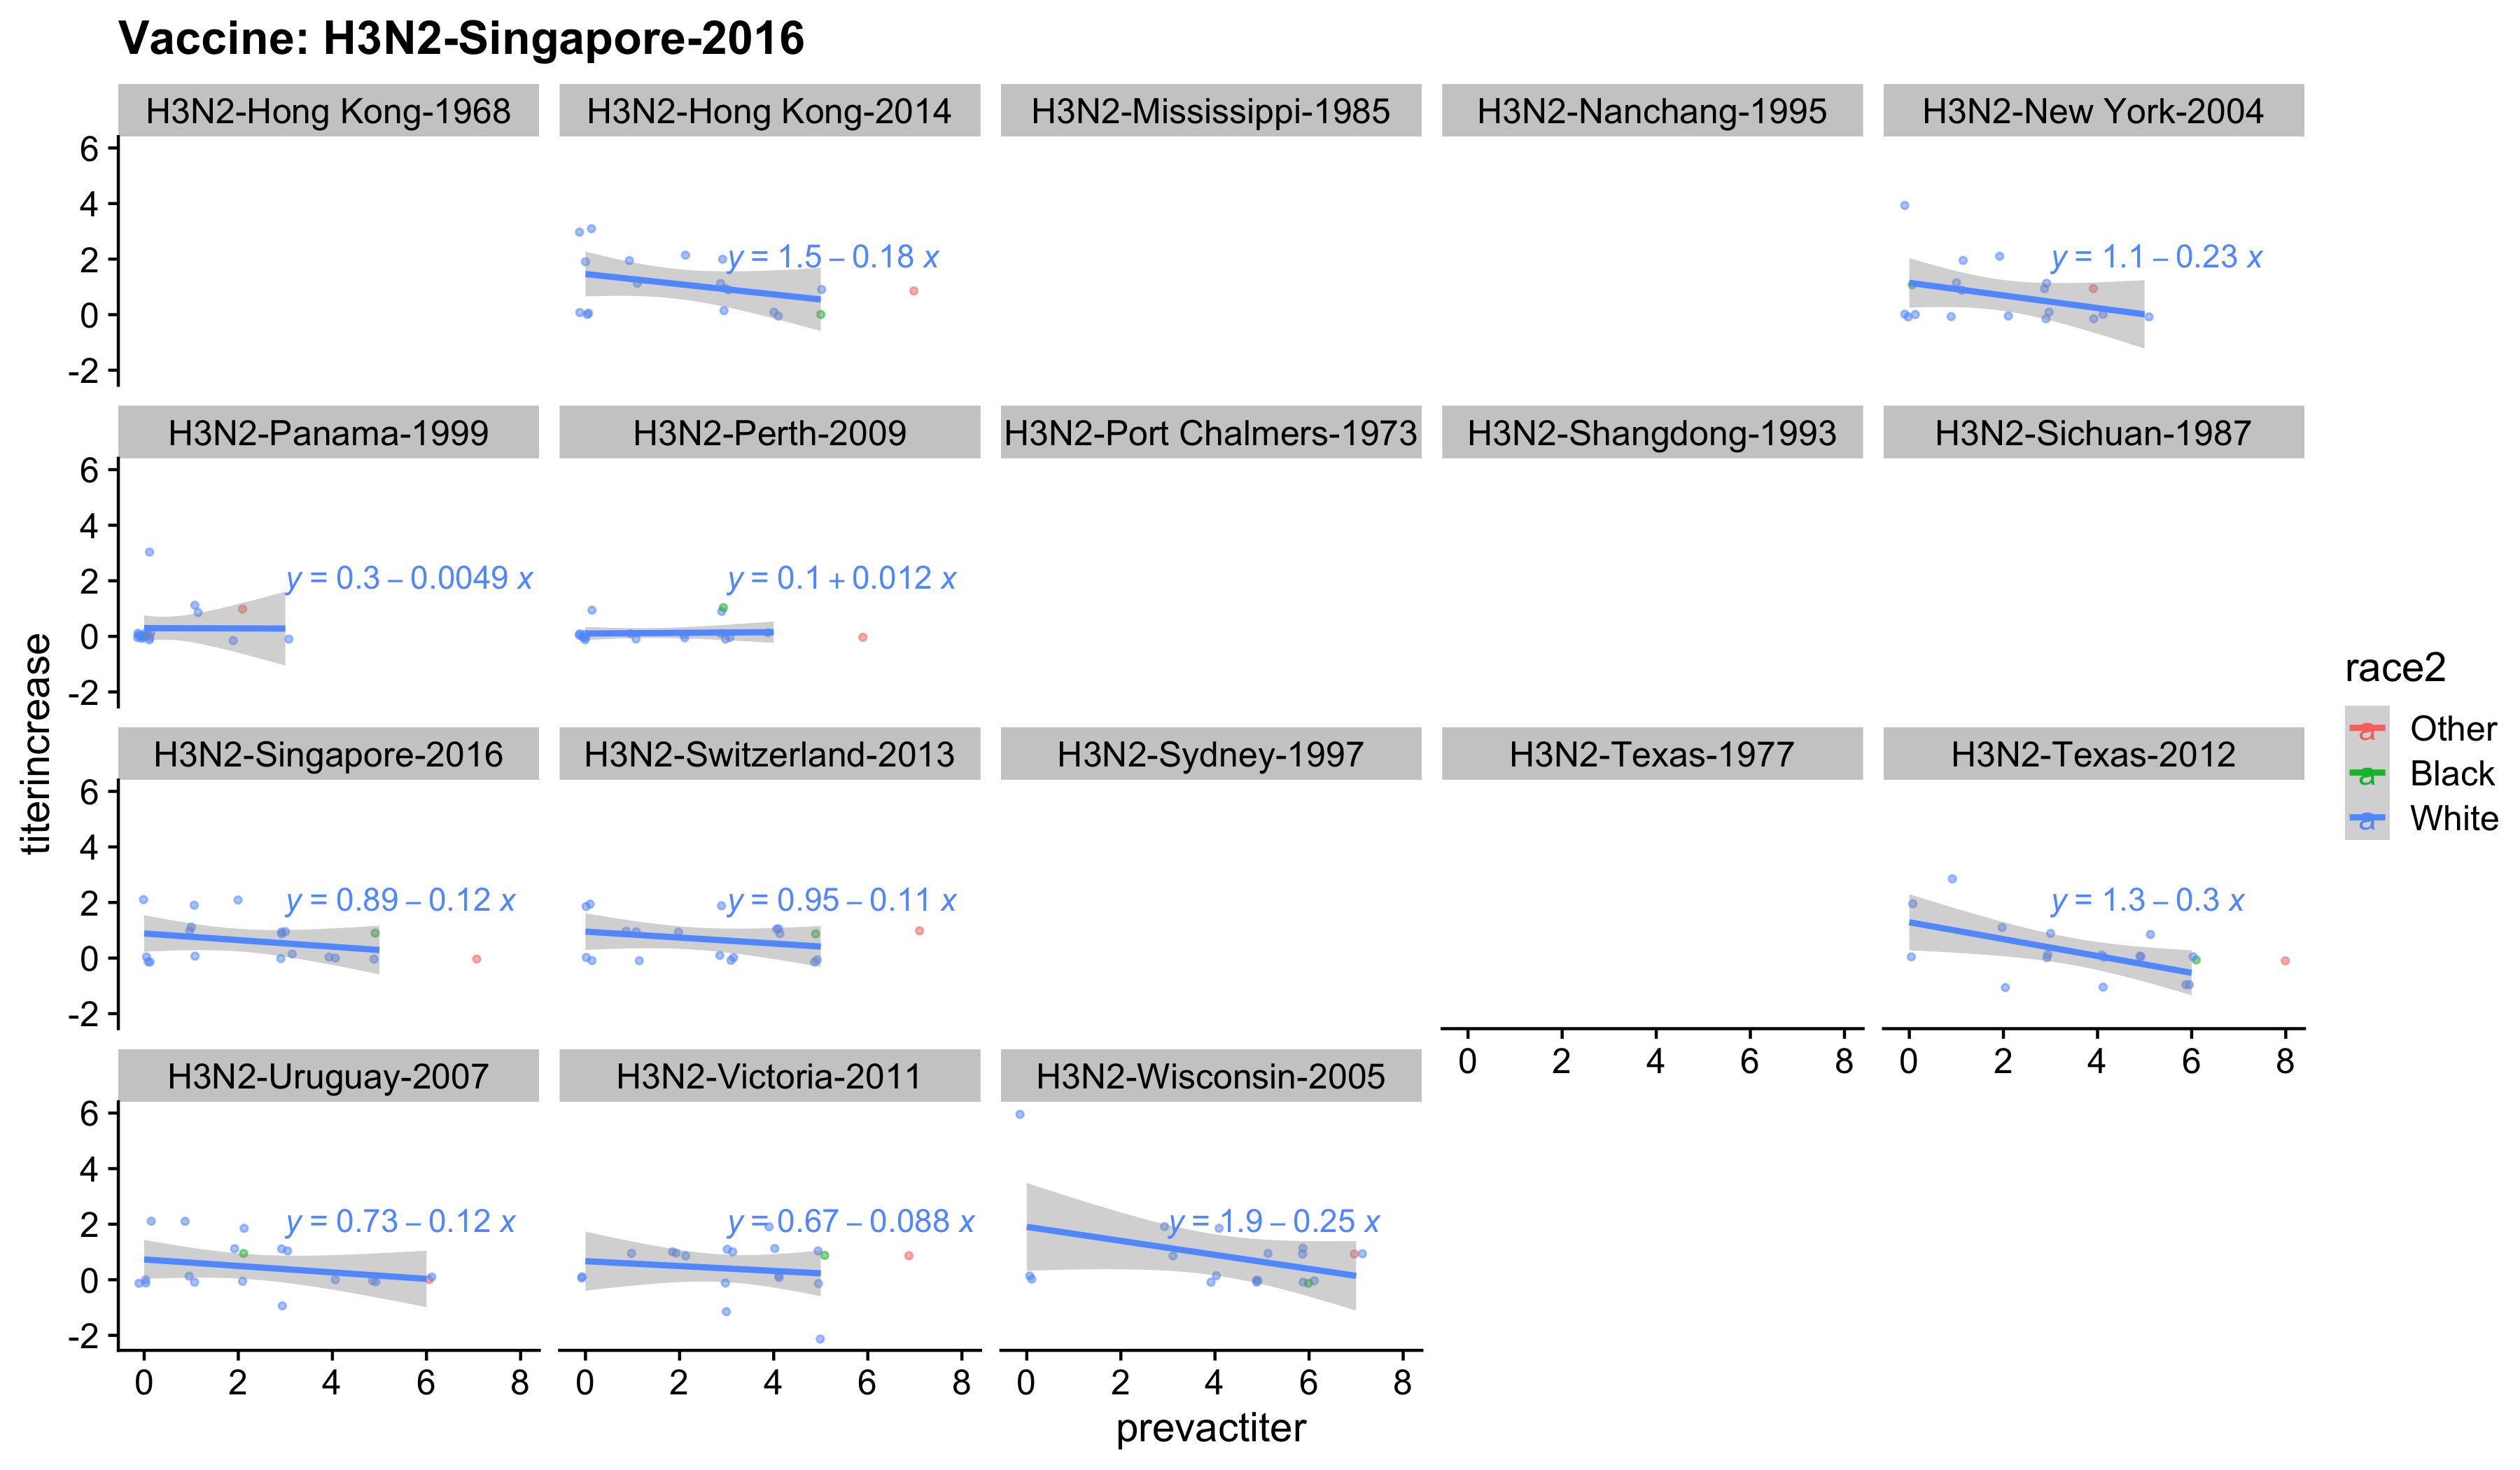 Vaccine: H3N2-Singapore-2016
H3N2-Hong Kong-1968 H3N2-Hong Kong-2014 H3N2-Mississippi-1985 H3N2-Nanchang-1995 H3N2-New York-2004
6
4
2
0
-2
y = 1.5 – 0.18 x
y = 1.1 – 0.23 x
H3N2-Panama-1999 H3N2-Perth-2009 H3N2-Port Chalmers-1973 H3N2-Shangdong-1993 H3N2-Sichuan-1987
6
4
2
0
-2
y = 0.3 – 0.0049 x
y = 0.1 + 0.012 x
H3N2-Singapore-2016 H3N2-Switzerland-2013 H3N2-Sydney-1997 H3N2-Texas-1977 H3N2-Texas-2012
6
4
2
0
-2
y = 0.89 – 0.12 x
y = 0.95 – 0.11 x
y = 1.3 – 0.3 x
0 2 4 6 8
0 2 4 6 8
H3N2-Uruguay-2007 H3N2-Victoria-2011 H3N2-Wisconsin-2005
6
4
2
0
-2
y = 0.73 – 0.12 x
y = 0.67 – 0.088 x
y = 1.9 – 0.25 x
0 2 4 6 8
0 2 4 6 8
0 2 4 6 8
prevactiter
titerincrease
race2
a Other
a Black
a White